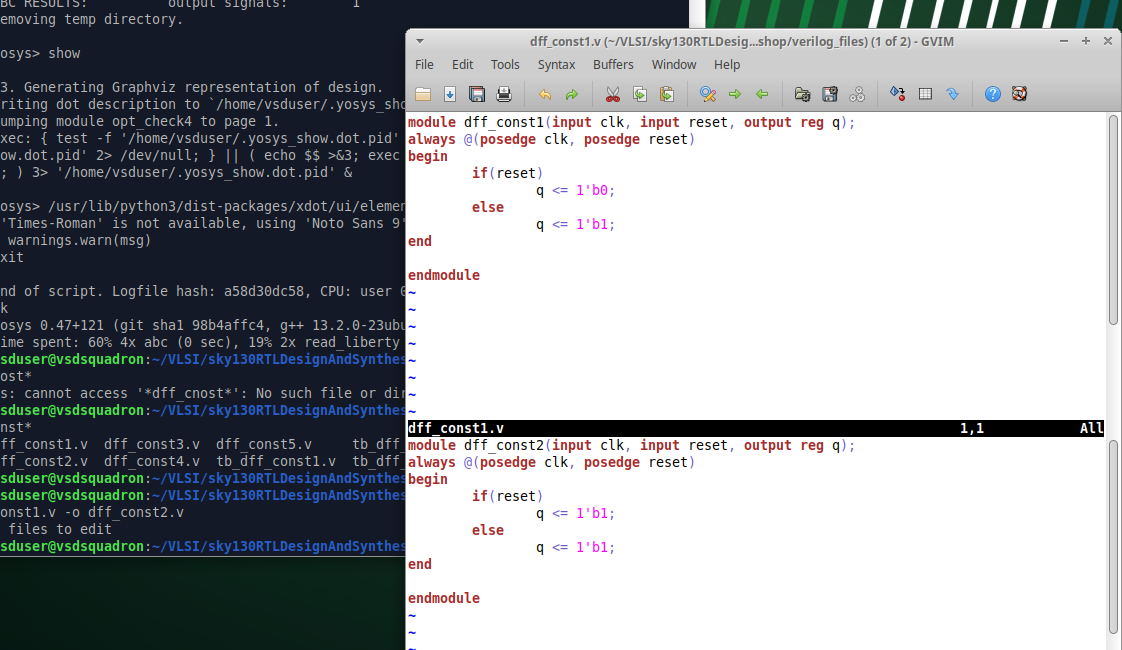 BC RESULTS:          output signals:        1
emoving temp directory.
osys> show
3. Generating Graphviz representation of design.
riting dot description to `/home/vsduser/.yosys_sho
umping module opt_check4 to page 1.
xec: { test -f '/home/vsduser/.yosys_show.dot.pid'
ow.dot.pid' 2> /dev/null; } || ( echo $$ >&3; exec
; ) 3> '/home/vsduser/.yosys_show.dot.pid' &
osys> /usr/lib/python3/dist-packages/xdot/ui/elemen
'Times-Roman' is not available, using 'Noto Sans 9'
warnings.warn(msg)
xit
nd of script. Logfile hash: a58d30dc58, CPU: user 0
k
osys 0.47+121 (git sha1 98b4affc4, g++ 13.2.0-23ubu
ime spent: 60% 4x abc (0 sec), 19% 2x read_liberty
sduser@vsdsquadron:~/VLSI/sky130RTLDesignAndSynthes
ost*
s: cannot access '*dff_cnost*': No such file or dir
sduser@vsdsquadron:~/VLSI/sky130RTLDesignAndSynthes
nst*
ff_const1.v  dff_const3.v  dff_const5.v     tb_dff_
ff_const2.v  dff_const4.v  tb_dff_const1.v  tb_dff_
sduser@vsdsquadron:~/VLSI/sky130RTLDesignAndSynthes
sduser@vsdsquadron:~/VLSI/sky130RTLDesignAndSynthes
onst1.v -o dff_const2.v
files to edit
sduser@vsdsquadron:~/VLSI/sky130RTLDesignAndSynthes
dff_const1.v (~/VLSI/sky130RTLDesig...shop/verilog_files) (1 of 2) - GVIM
File Edit Tools Syntax Buffers Window Help
module dff_const1(input clk, input reset, output reg q);
always @(posedge clk, posedge reset)
begin
        if(reset)
                q <= 1'b0;
        else
                q <= 1'b1;
end
endmodule
~
~
~
~
~
~
~
~
dff_const1.v 1,1 All
module dff_const2(input clk, input reset, output reg q);
always @(posedge clk, posedge reset)
begin
        if(reset)
                q <= 1'b1;
        else
                q <= 1'b1;
end
endmodule
~
~
~